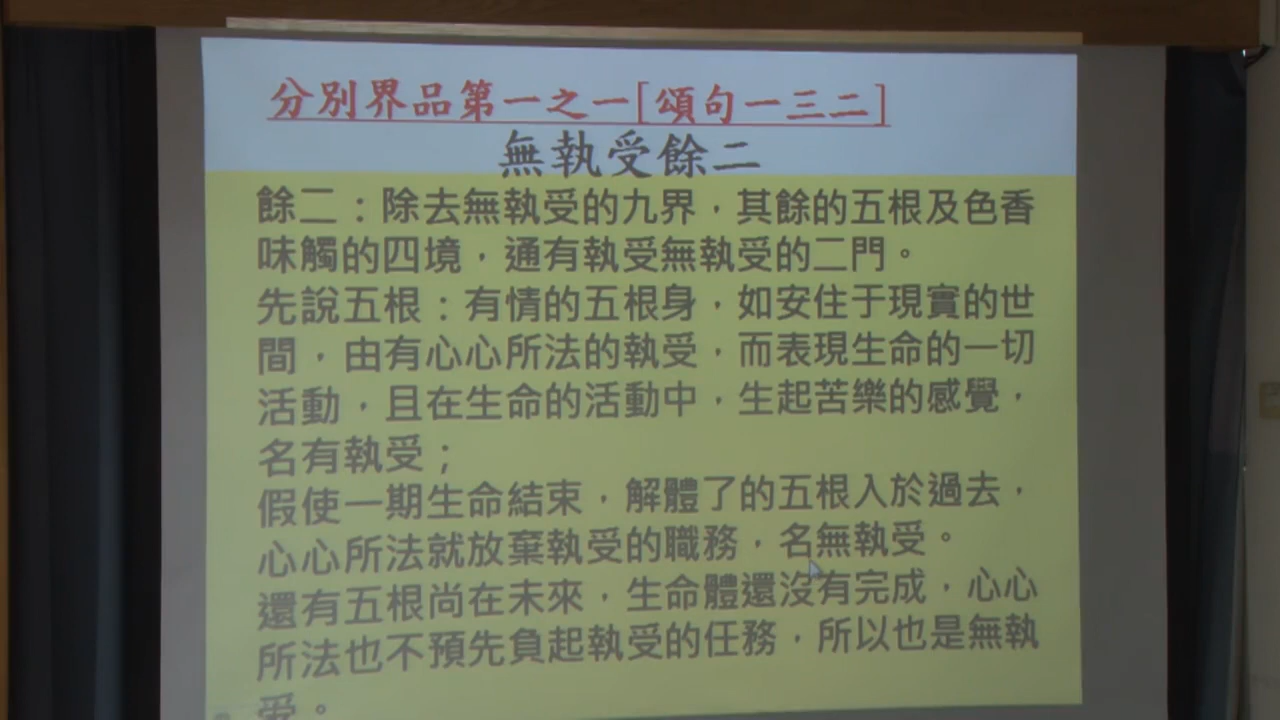 分別界品第一之一[頌句一三二]
無執受餘二
餘二：除去無執受的九界，其餘的五根及色香
味觸的四境，通有執受無執受的二門。
先說五根：有情的五根身，如安住于現實的世
間，由有心心所法的執受，而表現生命的一切
活動，且在生命的活動中，生起苦樂的感覺，
名有執受；
假使一期生命結束，解體了的五根入於過去，
心心所法就放棄執受的職務，名無執受。
還有五根尚在未來，生命體還沒有完成，心心
所法也不預先負起執受的任務，所以也是無執
受。